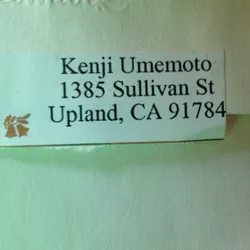 Kenji Umemoto
1385 Sullivan St
Upland, CA 91784